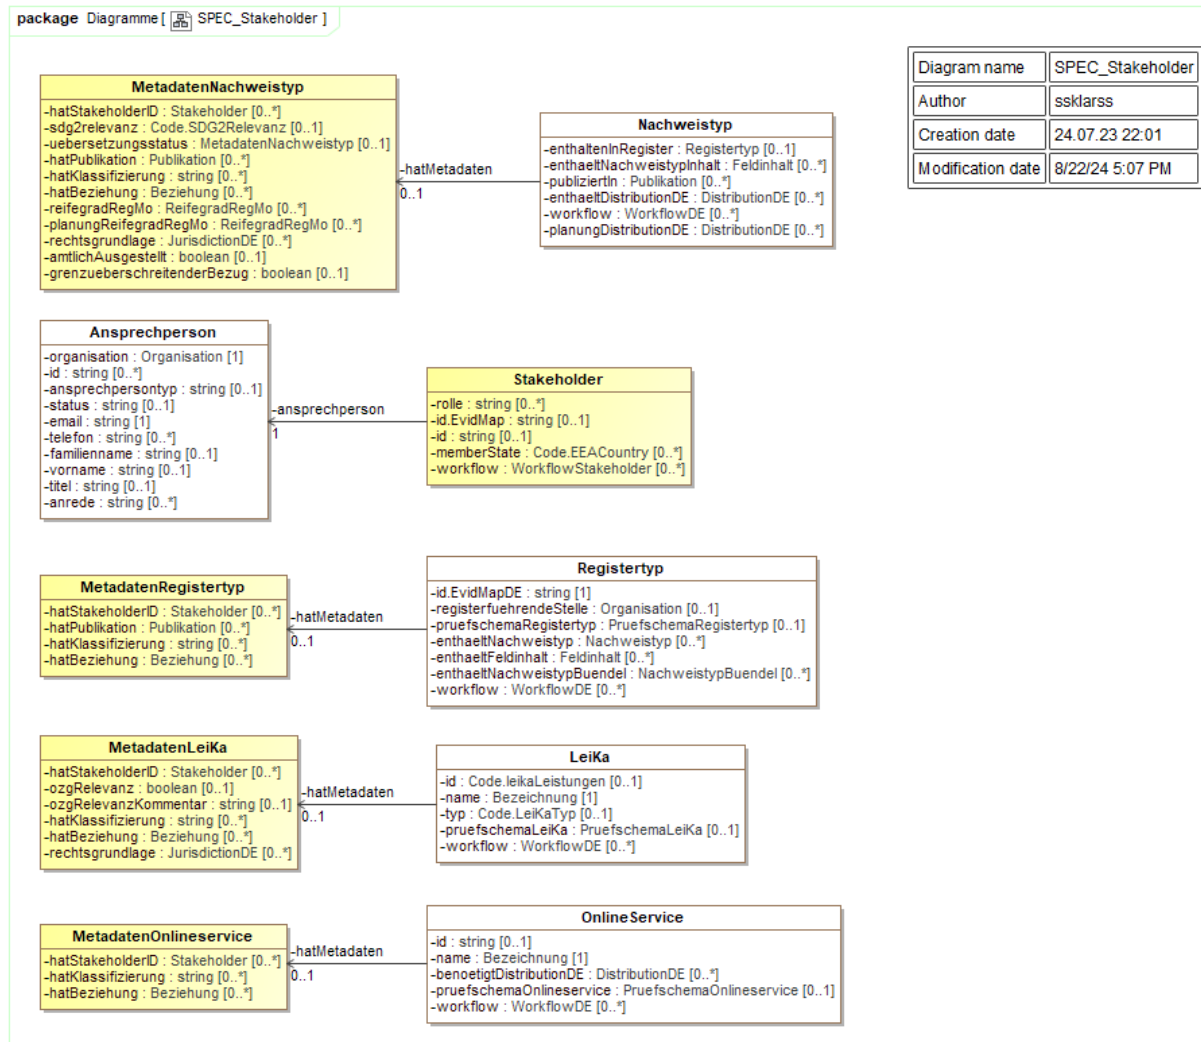 package Diagramme [ SPEC_Stakeholder ]
Diagram name SPEC_Stakeholder
Author ssklarss
Creation date 24.07.23 22:01
Modification date 8/22/24 5:07 PM
MetadatenNachweistyp
-hatStakeholderID : Stakeholder [0..*]
-sdg2relevanz : Code.SDG2Relevanz [0..1]
-uebersetzungsstatus : MetadatenNachweistyp [0..1]
-hatPublikation : Publikation [0..*]
-hatKlassifizierung : string [0..*]
-hatBeziehung : Beziehung [0..*]
-reifegradRegMo : ReifegradRegMo [0..*]
-planungReifegradRegMo : ReifegradRegMo [0..*]
-rechtsgrundlage : JurisdictionDE [0..*]
-amtlichAusgestellt : boolean [0..1]
-grenzueberschreitenderBezug : boolean [0..1]
-hatMetadaten
0..1
Nachweistyp
-enthaltenInRegister : Registertyp [0..1]
-enthaeltNachweistypInhalt : Feldinhalt [0..*]
-publiziertIn : Publikation [0..*]
-enthaeltDistributionDE : DistributionDE [0..*]
-workflow : WorkflowDE [0..*]
-planungDistributionDE : DistributionDE [0..*]
Ansprechperson
-organisation : Organisation [1]
-id : string [0..*]
-ansprechpersontyp : string [0..1]
-status : string [0..1]
-email : string [1]
-telefon : string [0..*]
-familienname : string [0..1]
-vorname : string [0..1]
-titel : string [0..1]
-anrede : string [0..*]
-ansprechperson
1
Stakeholder
-rolle : string [0..*]
-id.EvidMap : string [0..1]
-id : string [0..1]
-memberState : Code.EEACountry [0..*]
-workflow : WorkflowStakeholder [0..*]
MetadatenRegistertyp
-hatStakeholderID : Stakeholder [0..*]
-hatPublikation : Publikation [0..*]
-hatKlassifizierung : string [0..*]
-hatBeziehung : Beziehung [0..*]
-hatMetadaten
0..1
Registertyp
-id.EvidMapDE : string [1]
-registerfuehrendeStelle : Organisation [0..1]
-pruefschemaRegistertyp : PruefschemaRegistertyp [0..1]
-enthaeltNachweistyp : Nachweistyp [0..*]
-enthaeltFeldinhalt : Feldinhalt [0..*]
-enthaeltNachweistypBuendel : NachweistypBuendel [0..*]
-workflow : WorkflowDE [0..*]
MetadatenLeiKa
-hatStakeholderID : Stakeholder [0..*]
-ozgRelevanz : boolean [0..1]
-ozgRelevanzKommentar : string [0..1]
-hatKlassifizierung : string [0..*]
-hatBeziehung : Beziehung [0..*]
-rechtsgrundlage : JurisdictionDE [0..*]
-hatMetadaten
0..1
LeiKa
-id : Code.leikaLeistungen [0..1]
-name : Bezeichnung [1]
-typ : Code.LeiKaTyp [0..1]
-pruefschemaLeiKa : PruefschemaLeiKa [0..1]
-workflow : WorkflowDE [0..*]
MetadatenOnlineservice
-hatStakeholderID : Stakeholder [0..*]
-hatKlassifizierung : string [0..*]
-hatBeziehung : Beziehung [0..*]
-hatMetadaten
0..1
OnlineService
-id : string [0..1]
-name : Bezeichnung [1]
-benoetigtDistributionDE : DistributionDE [0..*]
-pruefschemaOnlineservice : PruefschemaOnlineservice [0..1]
-workflow : WorkflowDE [0..*]